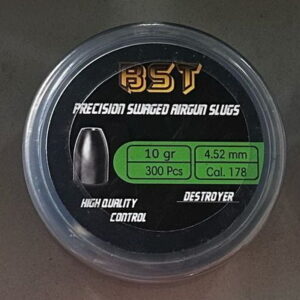 BST
PRECISION SWAGED AIRGUN SLUGS
10 gr 4.52 mm
300 Pcs Cal. 178
HIGH QUALITY DESTROYER
CONTROL